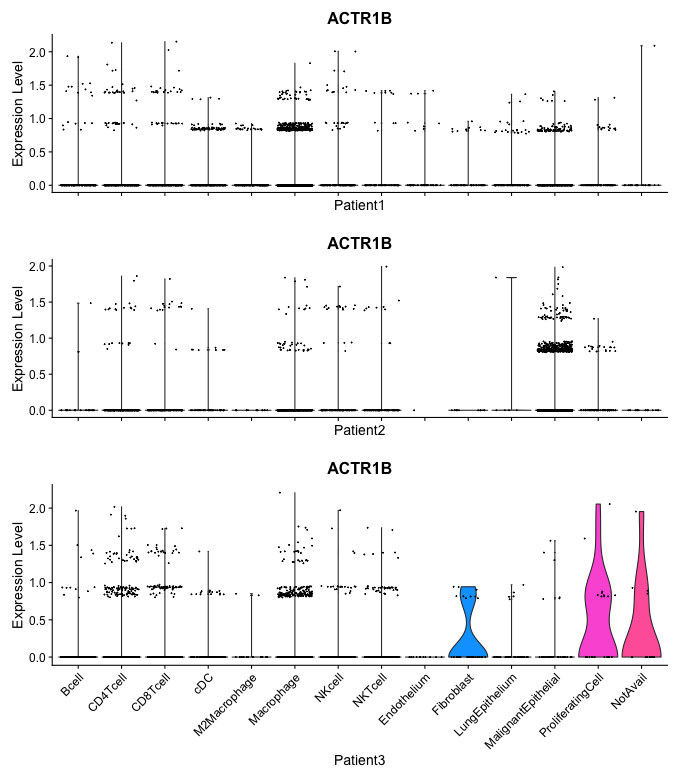 ACTR1B
Expression Level
2.0
1.5
1.0
0.5
0.0
Patient1
ACTR1B
Expression Level
2.0
1.5
1.0
0.5
0.0
Patient2
ACTR1B
Expression Level
2.0
1.5
1.0
0.5
0.0
Bcell
CD4Tcell
CD8Tcell
cDC
M2Macrophage
Macrophage
NKcell
NKTcell
Endothelium
Fibroblast
LungEpithelium
MalignantEpithelial
ProliferatingCell
NotAvail
Patient3